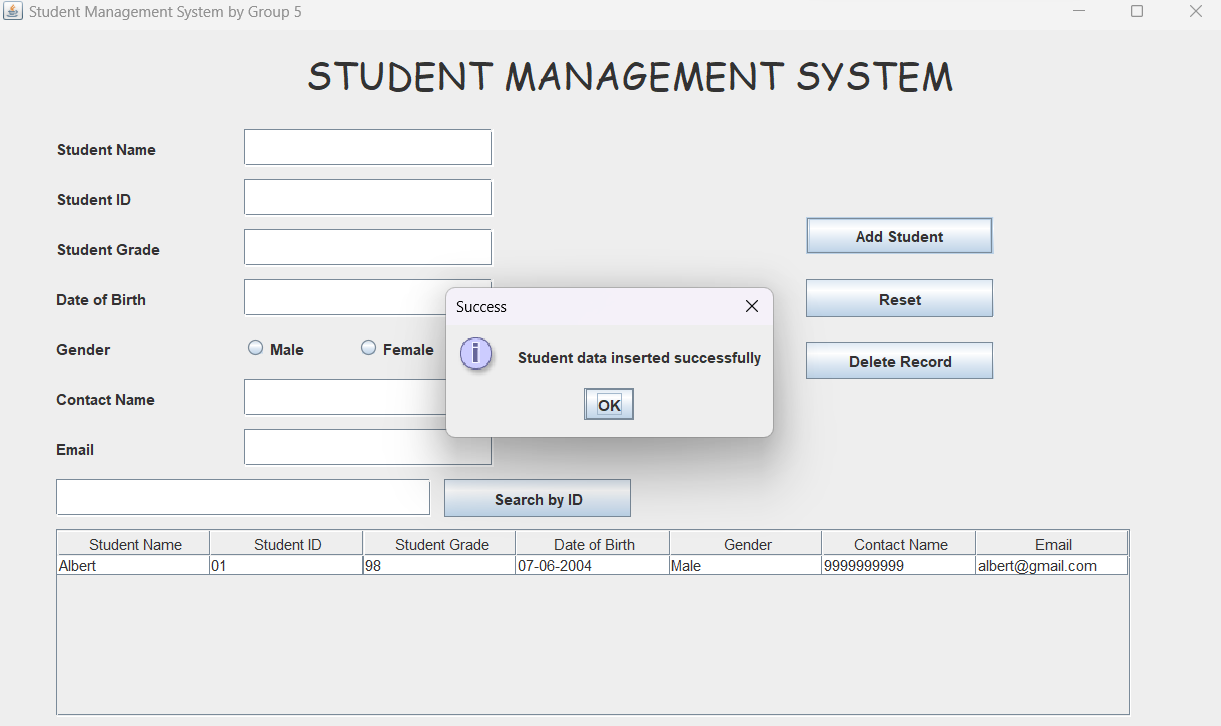 Student Management System by Group 5
STUDENT MANAGEMENT SYSTEM
Student Name
Student ID
Student Grade
Date of Birth
Gender Male Female
Contact Name
Email
Add Student
Reset
Delete Record
Success
Student data inserted successfully
OK
Search by ID
Student Name Student ID Student Grade Date of Birth Gender Contact Name Email
Albert 01 98 07-06-2004 Male 9999999999 albert@gmail.com